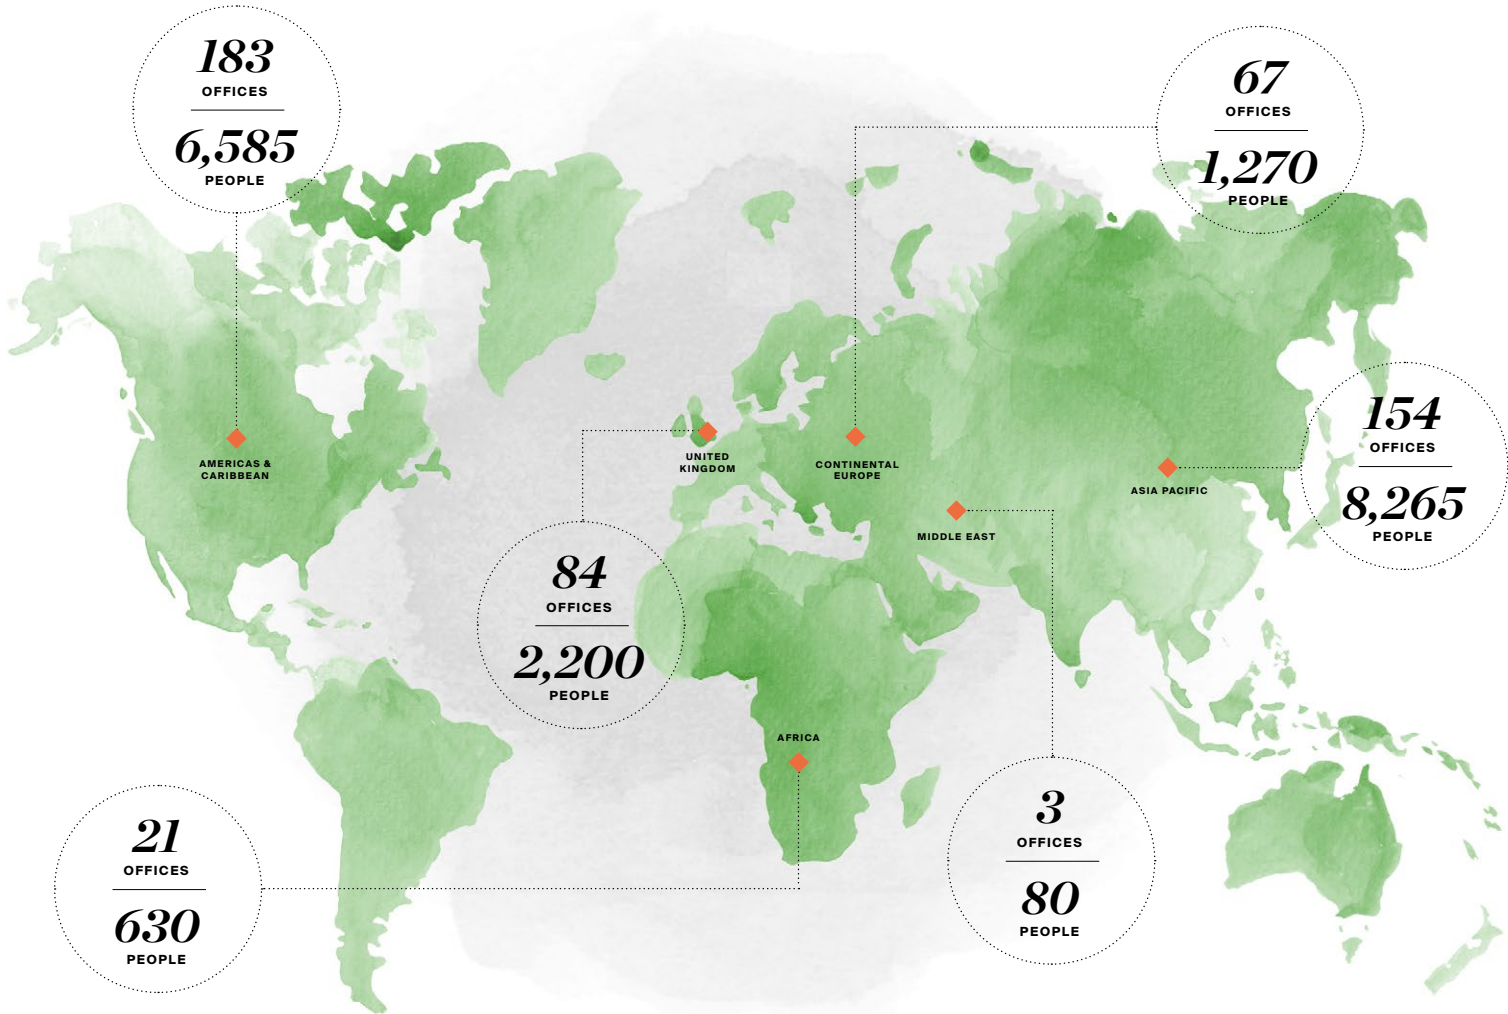 183
OFFICES
6,585
PEOPLE
67
OFFICES
1,270
PEOPLE
154
OFFICES
8,265
PEOPLE
AMERICAS &
CARIBBEAN
UNITED
KINGDOM
CONTINENTAL
EUROPE
ASIA PACIFIC
MIDDLE EAST
84
OFFICES
2,200
PEOPLE
AFRICA
3
OFFICES
80
PEOPLE
21
OFFICES
630
PEOPLE